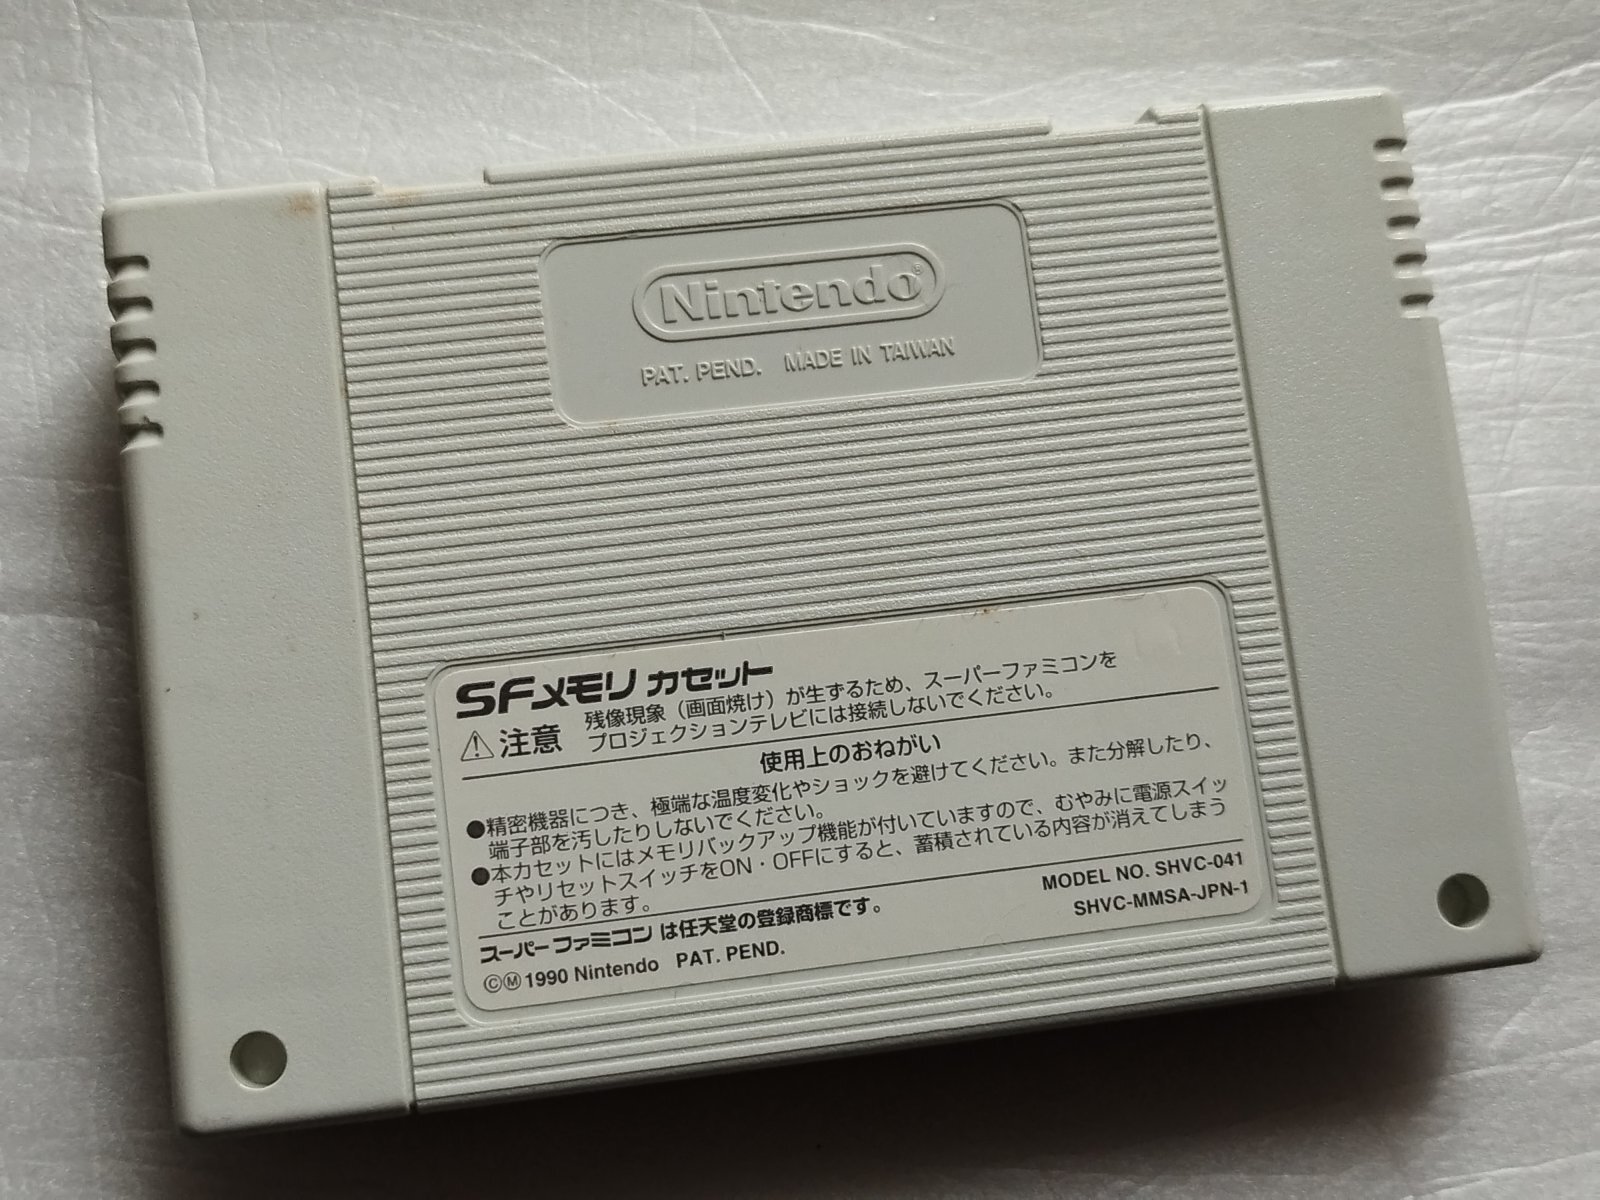 Nintendo®
PAT. PEND. MADE IN TAIWAN
SFメモリ カセット
⚠注意 残像現象（画面焼け）が生ずるため、スーパーファミコンを
プロジェクションテレビには接続しないでください。
使用上のおねがい
●精密機器につき、極端な温度変化やショックを避けてください。また分解したり、
端子部を汚したりしないでください。
●本カセットにはメモリバックアップ機能が付いていますので、むやみに電源スイッ
チやリセットスイッチをON・OFFにすると、蓄積されている内容が消えてしまう
ことがあります。
スーパーファミコンは任天堂の登録商標です。
MODEL NO. SHVC-041
ⒸⓂ1990 Nintendo PAT. PEND.
SHVC-MMSA-JPN-1